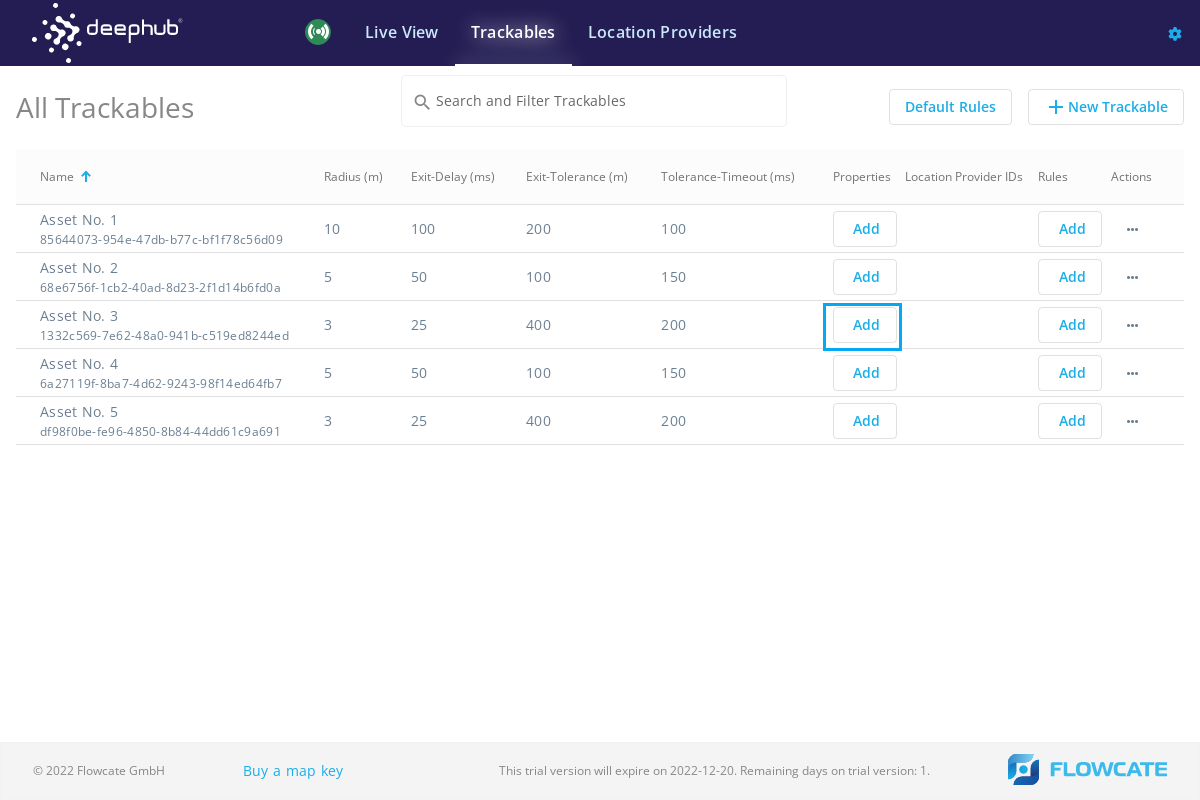 deephub®
Live View
Trackables
Location Providers
All Trackables
Search and Filter Trackables
Default Rules
New Trackable
Name Radius (m) Exit-Delay (ms) Exit-Tolerance (m) Tolerance-Timeout (ms) Properties Location Provider IDs Rules Actions
Asset No. 1
85644073-954e-47db-b77c-bf1f78c56d09
10 100 200 100 Add Add
Asset No. 2
68e6756f-1cb2-40ad-8d23-2f1d14b6fd0a
5 50 100 150 Add Add
Asset No. 3
1332c569-7e62-48a0-941b-c519ed8244ed
3 25 400 200 Add Add
Asset No. 4
6a27119f-8ba7-4d62-9243-98f14ed64fb7
5 50 100 150 Add Add
Asset No. 5
df98f0be-fe96-4850-8b84-44dd61c9a691
3 25 400 200 Add Add
© 2022 Flowcate GmbH
Buy a map key
This trial version will expire on 2022-12-20. Remaining days on trial version: 1.
FLOWCATE